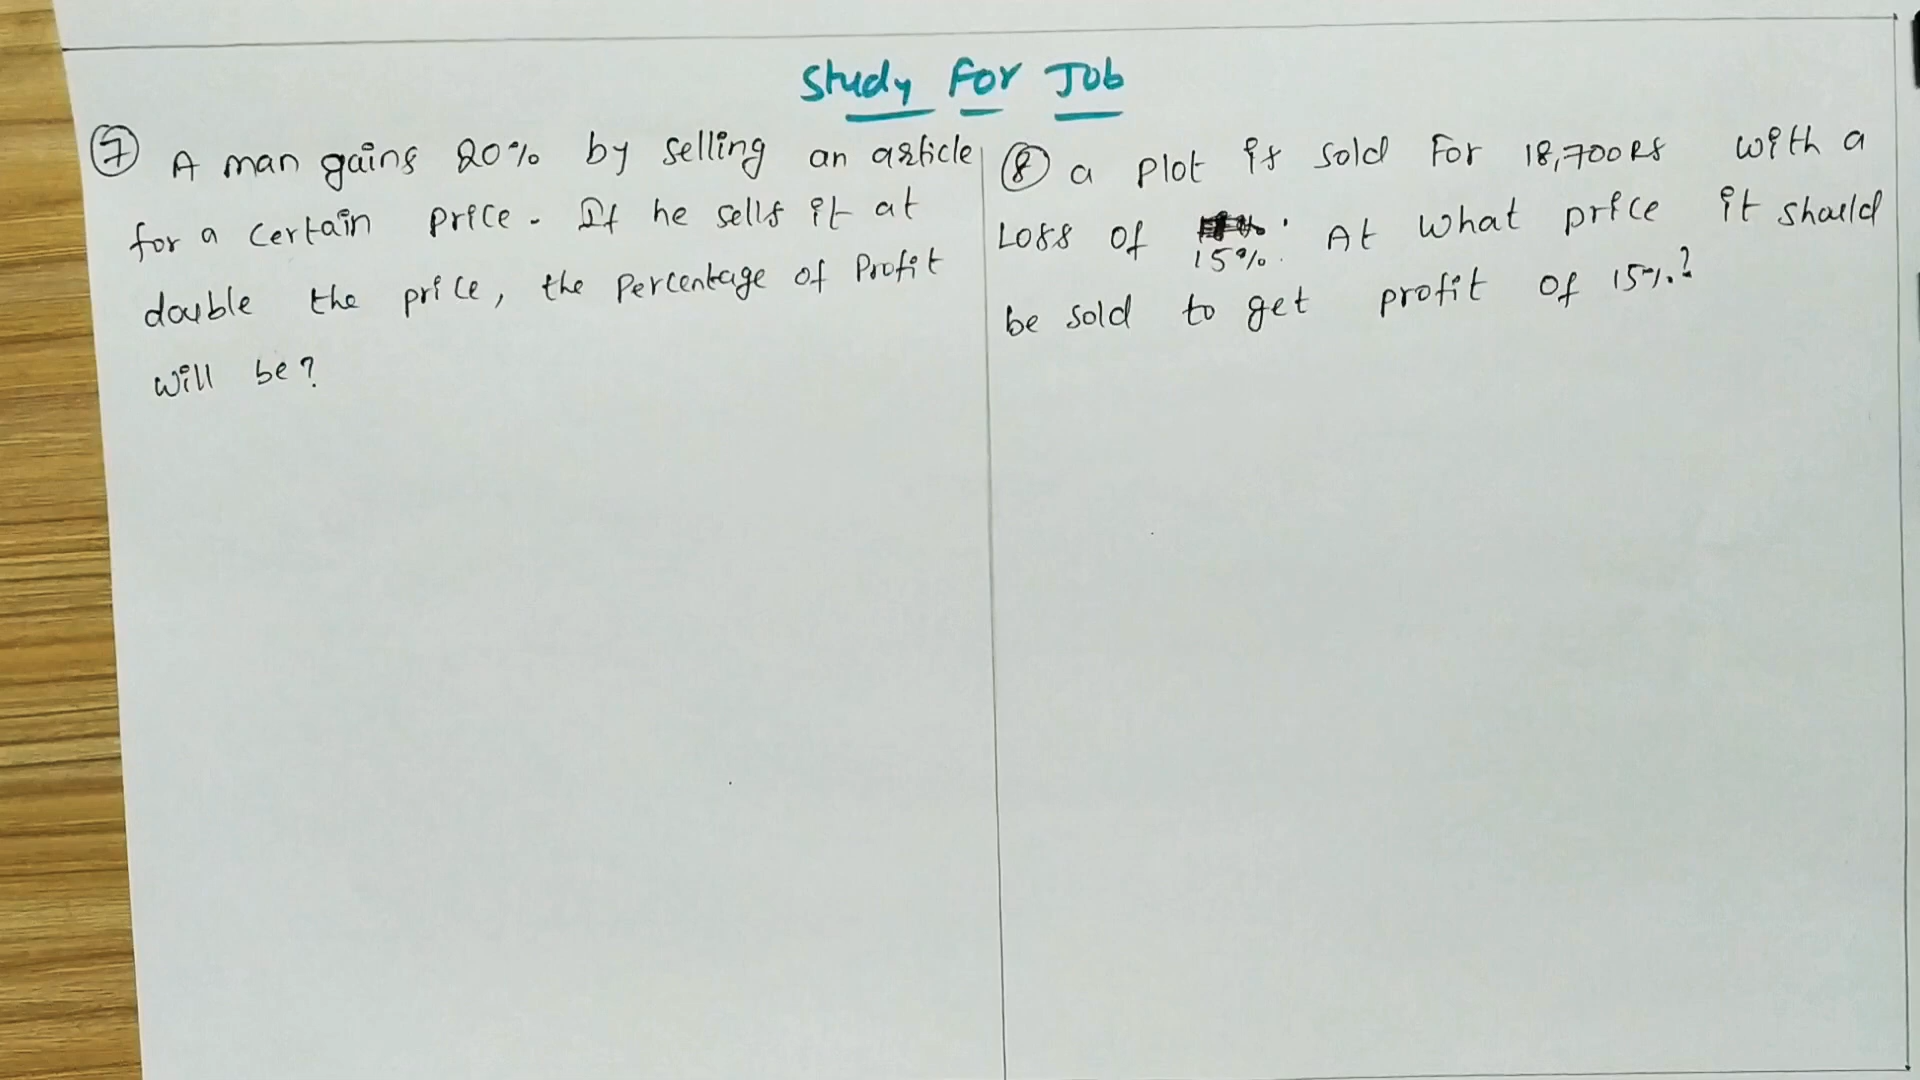 Study For Job
⑦ A man gains 20% by selling an article
for a certain price. If he sells it at
double the price, the percentage of Profit
will be?
⑧ a plot is sold For 18,700RS with a
Loss of 15%. At what price it should
be sold to get profit of 15%?